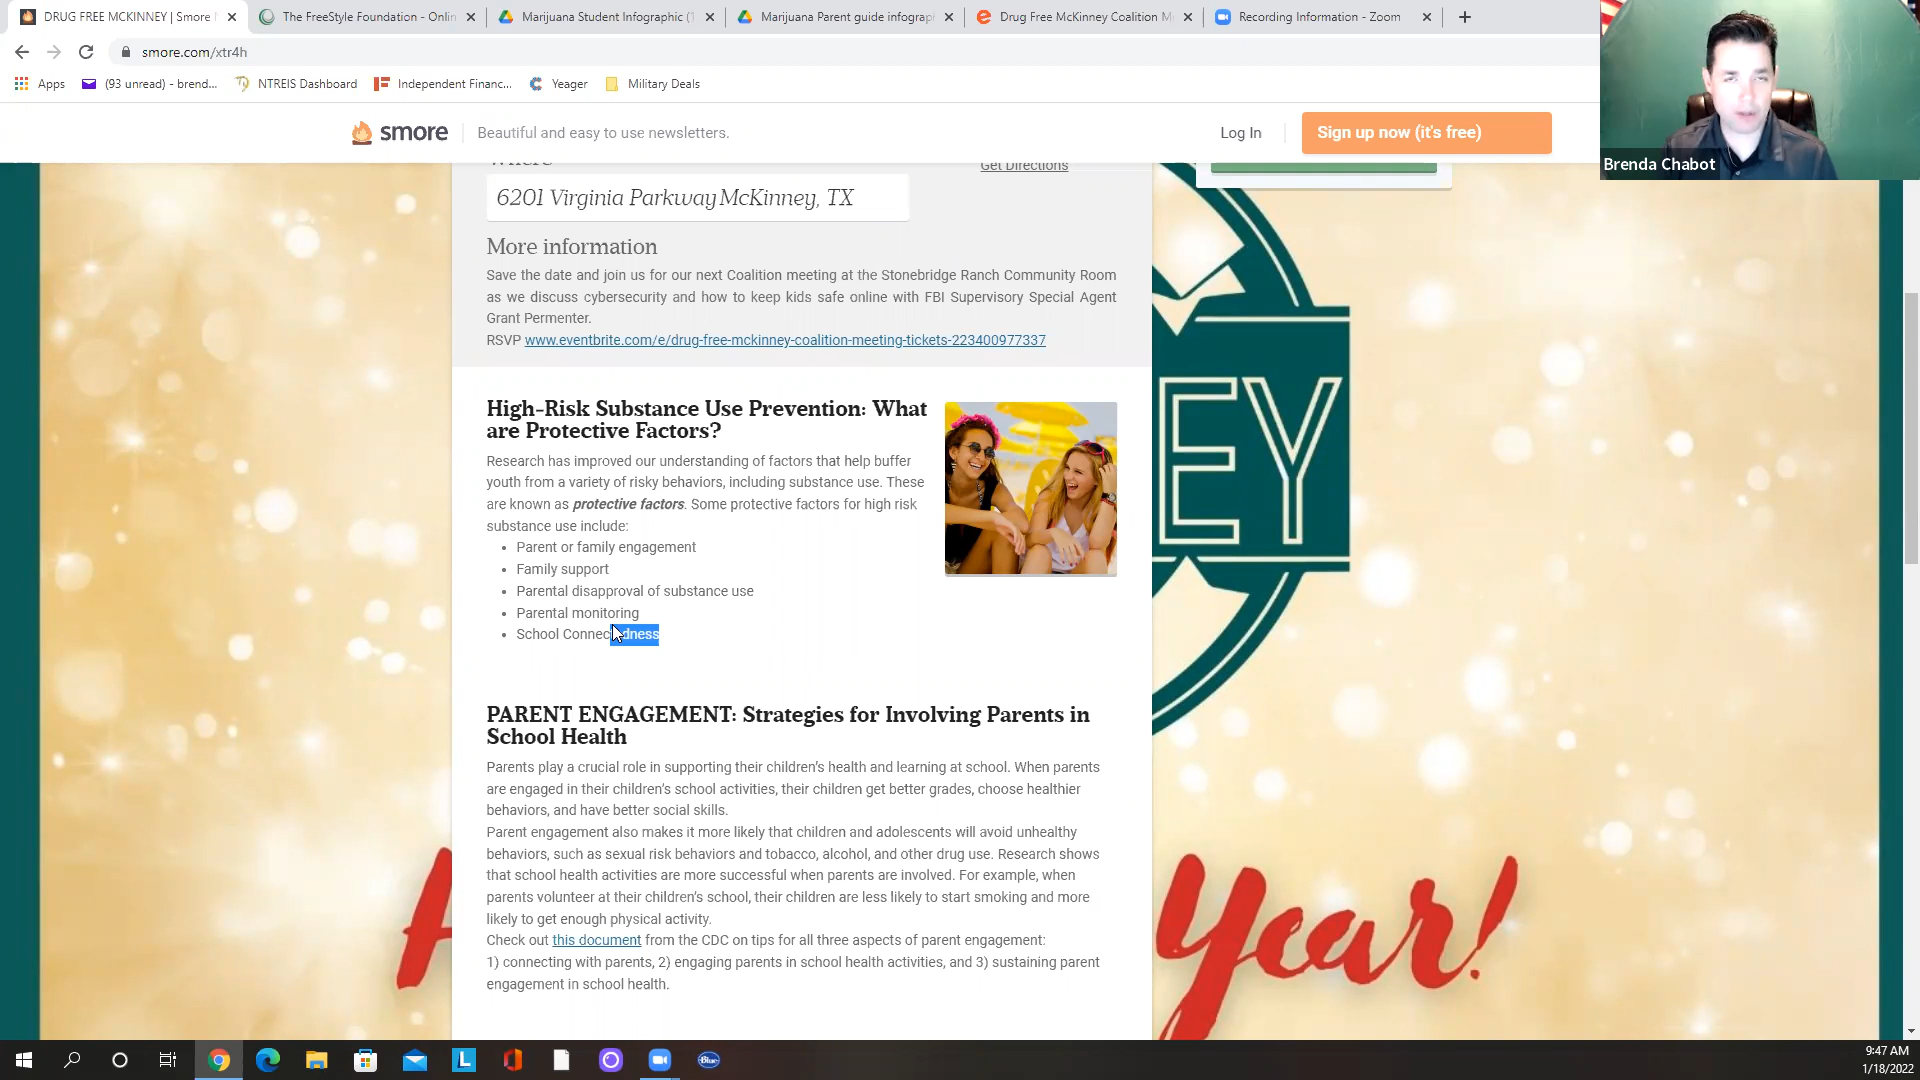 DRUG FREE MCKINNEY | Smore
The FreeStyle Foundation - Onlin
Marijuana Student Infographic (
Marijuana Parent guide infograp
Drug Free McKinney Coalition M
Recording Information - Zoom
smore.com/xtr4h
Apps
(93 unread) - brend...
NTREIS Dashboard
Independent Financ...
Yeager
Military Deals
smore
Beautiful and easy to use newsletters.
Log In
Sign up now (it's free)
Brenda Chabot
Where
Get Directions
6201 Virginia Parkway McKinney, TX
More information
Save the date and join us for our next Coalition meeting at the Stonebridge Ranch Community Room
as we discuss cybersecurity and how to keep kids safe online with FBI Supervisory Special Agent
Grant Permenter.
RSVP www.eventbrite.com/e/drug-free-mckinney-coalition-meeting-tickets-223400977337
High-Risk Substance Use Prevention: What
are Protective Factors?
Research has improved our understanding of factors that help buffer
youth from a variety of risky behaviors, including substance use. These
are known as protective factors. Some protective factors for high risk
substance use include:
• Parent or family engagement
• Family support
• Parental disapproval of substance use
• Parental monitoring
• School Connectedness
EY
PARENT ENGAGEMENT: Strategies for Involving Parents in
School Health
Parents play a crucial role in supporting their children's health and learning at school. When parents
are engaged in their children's school activities, their children get better grades, choose healthier
behaviors, and have better social skills.
Parent engagement also makes it more likely that children and adolescents will avoid unhealthy
behaviors, such as sexual risk behaviors and tobacco, alcohol, and other drug use. Research shows
that school health activities are more successful when parents are involved. For example, when
parents volunteer at their children's school, their children are less likely to start smoking and more
likely to get enough physical activity.
Check out this document from the CDC on tips for all three aspects of parent engagement:
1) connecting with parents, 2) engaging parents in school health activities, and 3) sustaining parent
engagement in school health.
Year!
L
Blue
9:47 AM
1/18/2022